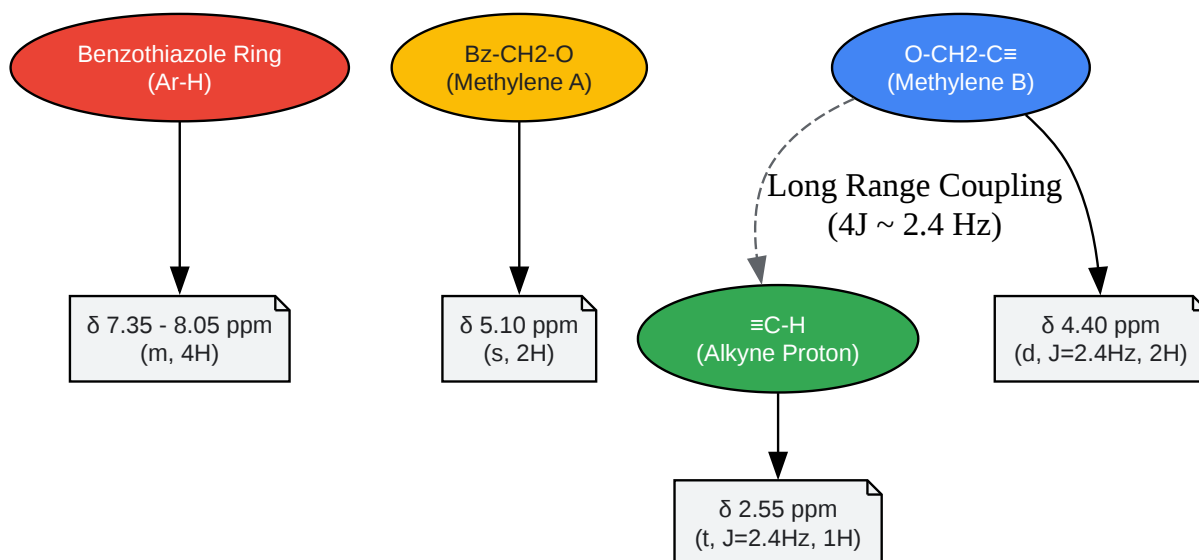 Benzothiazole Ring
(Ar-H)
Bz-CH2-O
(Methylene A)
O-CH2-C≡
(Methylene B)
Long Range Coupling
(4J ~ 2.4 Hz)
δ 7.35 - 8.05 ppm
(m, 4H)
δ 5.10 ppm
(s, 2H)
≡C-H
(Alkyne Proton)
δ 4.40 ppm
(d, J=2.4Hz, 2H)
δ 2.55 ppm
(t, J=2.4Hz, 1H)